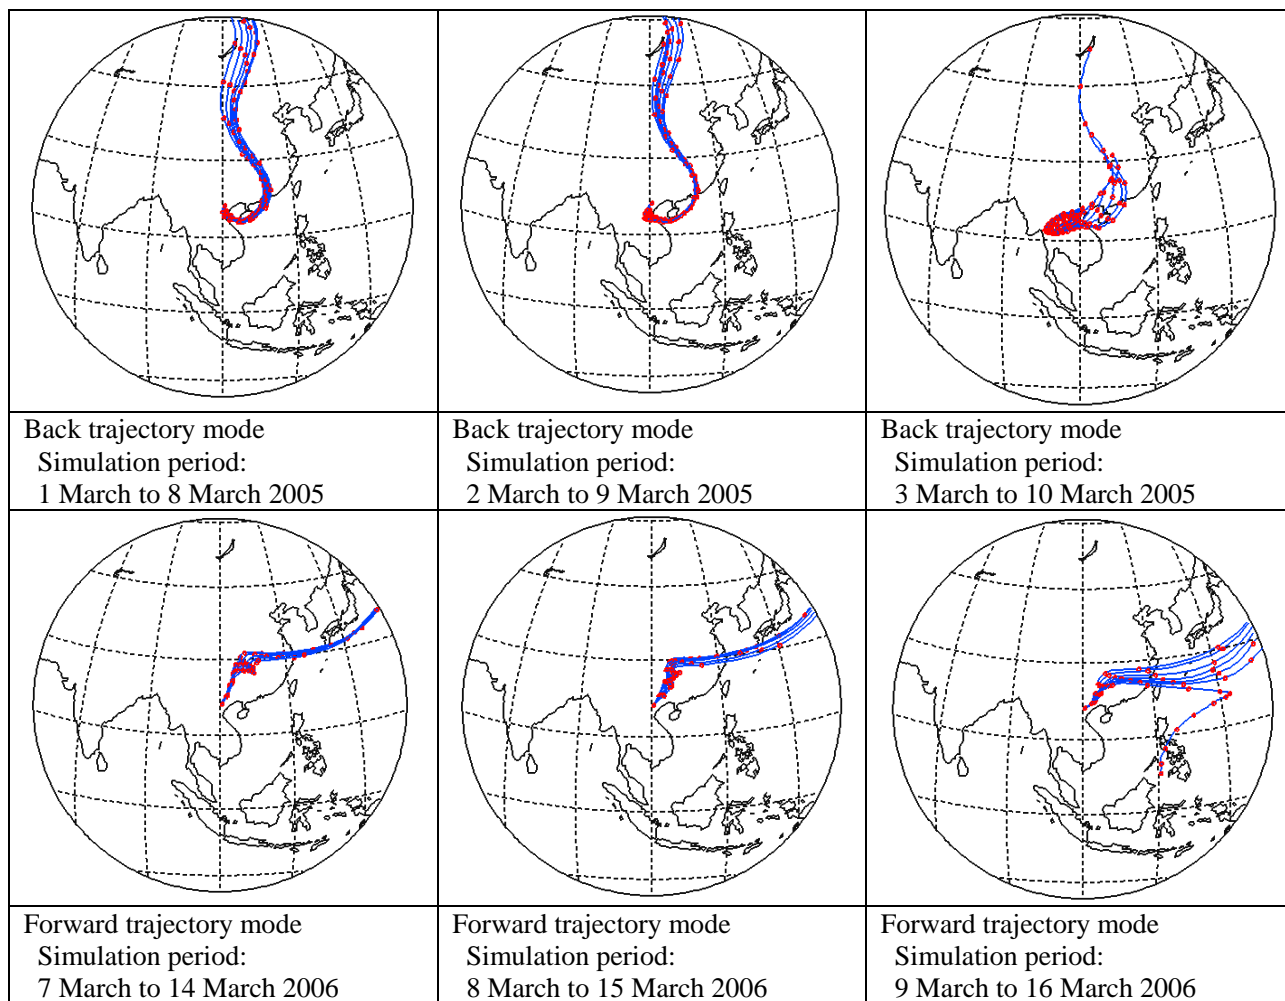 Back trajectory mode
Simulation period:
1 March to 8 March 2005
Back trajectory mode
Simulation period:
2 March to 9 March 2005
Back trajectory mode
Simulation period:
3 March to 10 March 2005
Forward trajectory mode
Simulation period:
7 March to 14 March 2006
Forward trajectory mode
Simulation period:
8 March to 15 March 2006
Forward trajectory mode
Simulation period:
9 March to 16 March 2006